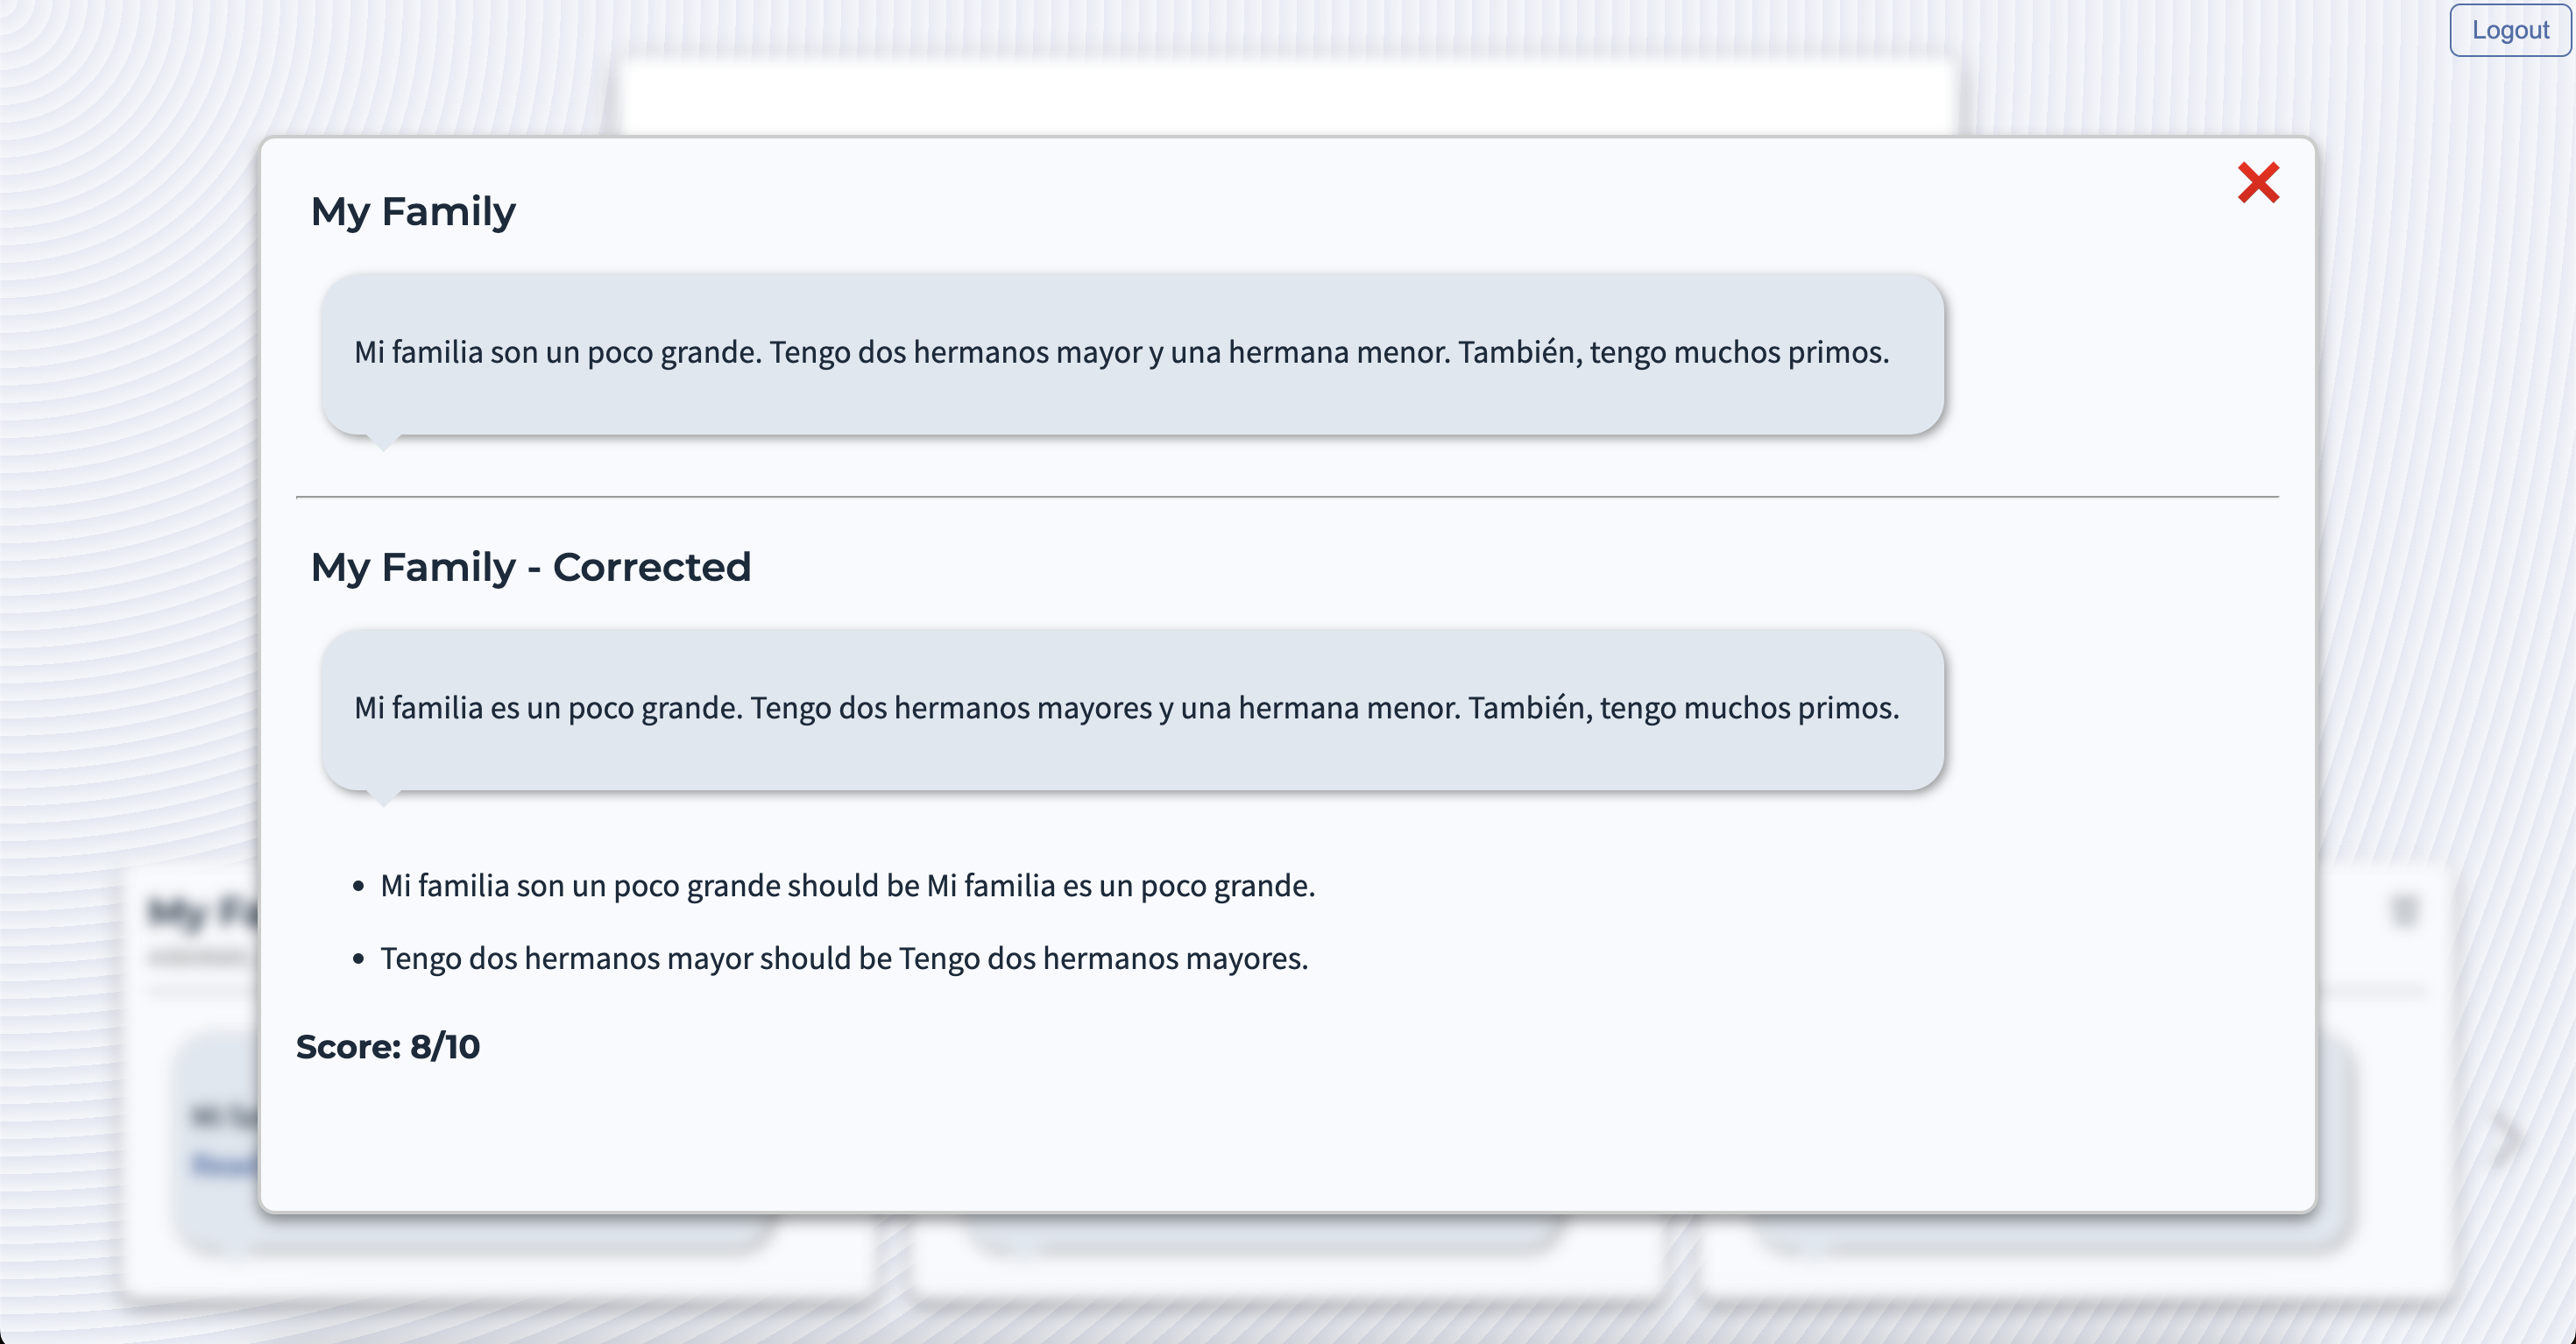 Logout
My Family
Mi familia son un poco grande. Tengo dos hermanos mayor y una hermana menor. También, tengo muchos primos.
My Family - Corrected
Mi familia es un poco grande. Tengo dos hermanos mayores y una hermana menor. También, tengo muchos primos.
• Mi familia son un poco grande should be Mi familia es un poco grande.
• Tengo dos hermanos mayor should be Tengo dos hermanos mayores.
Score: 8/10
My Fa